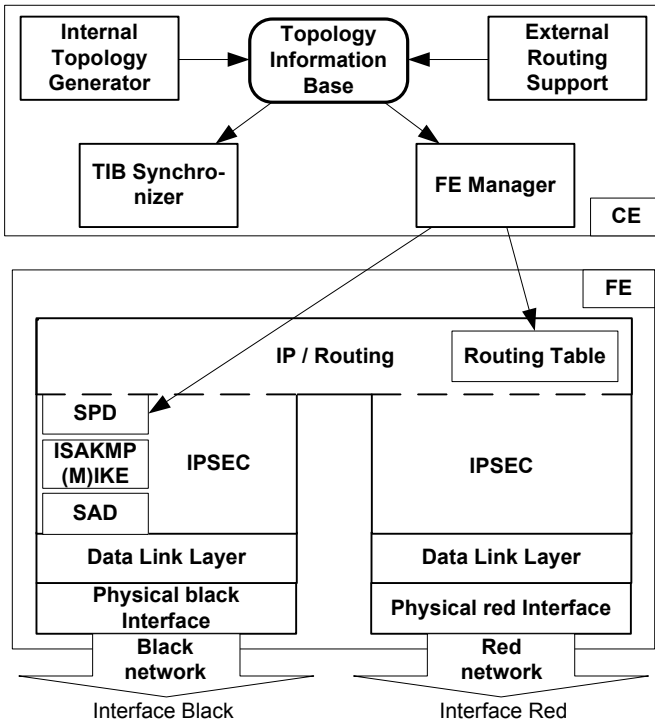 Internal
Topology
Generator
Topology
Information
Base
External
Routing
Support
TIB Synchro-
nizer
FE Manager
CE
FE
IP / Routing
Routing Table
SPD
ISAKMP
(M)IKE
SAD
IPSEC
IPSEC
Data Link Layer
Data Link Layer
Physical black
Interface
Physical red Interface
Black
network
Red
network
Interface Black
Interface Red